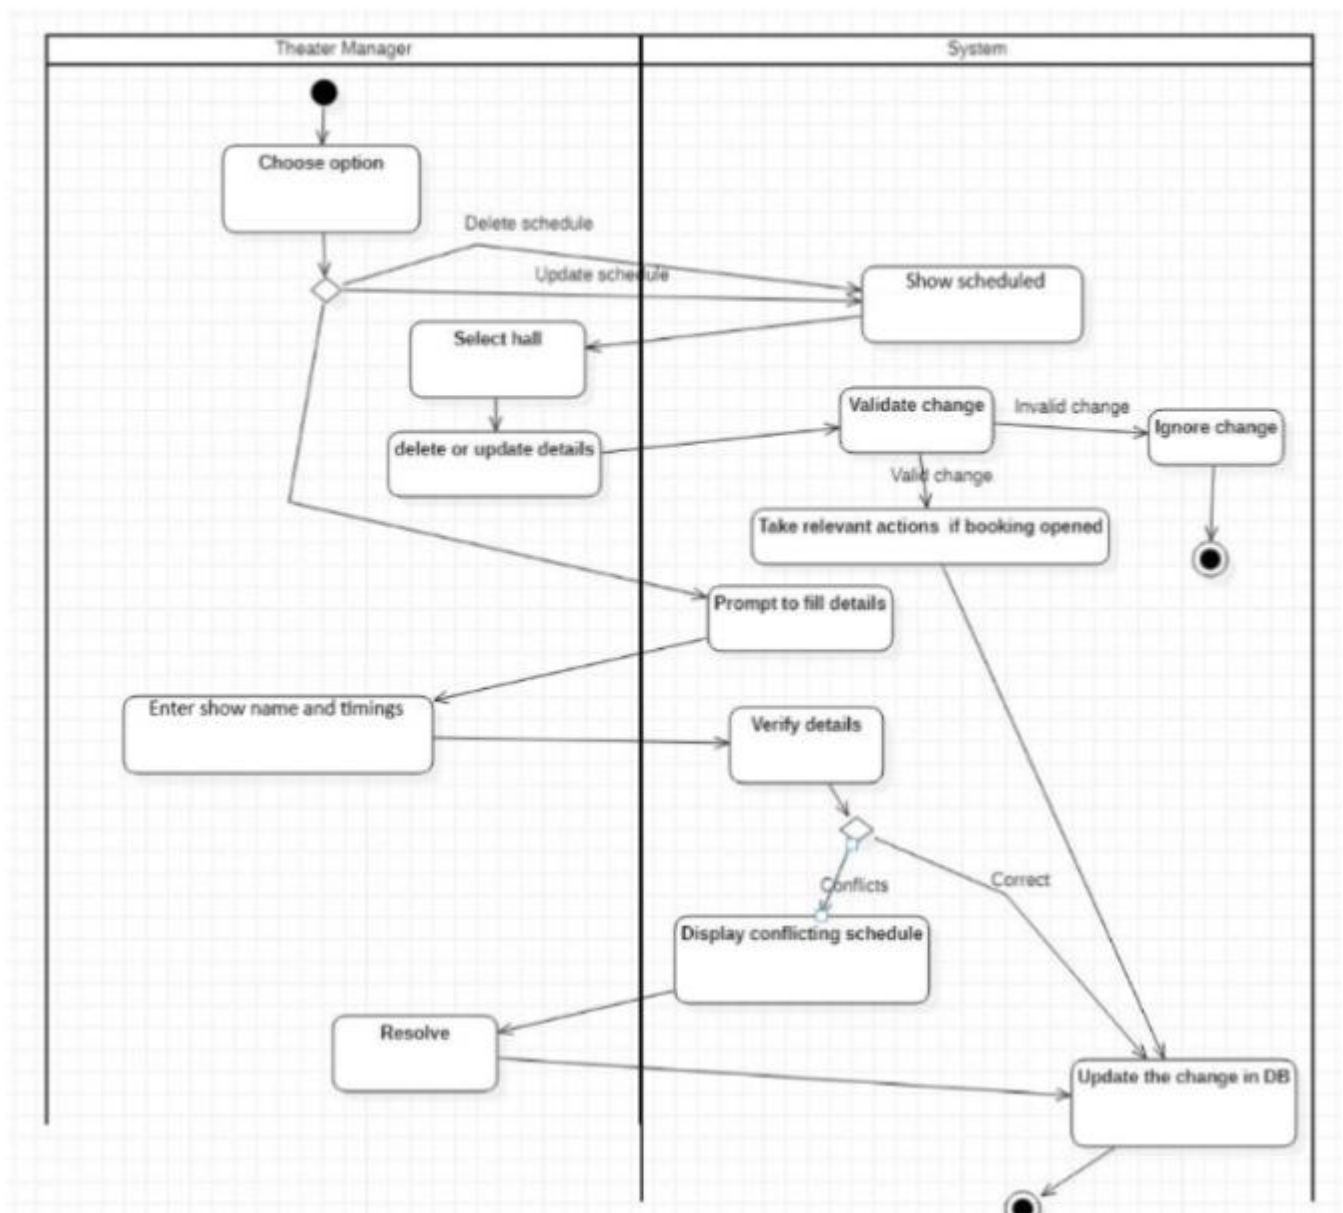 Theater Manager
System
Choose option
Delete schedule
Update schedule
Show scheduled
Select hall
Validate change
Invalid change
Ignore change
delete or update details
Valid change
Take relevant actions if booking opened
Prompt to fill details
Enter show name and timings
Verify details
Conflicts
Correct
Display conflicting schedule
Resolve
Update the change in DB